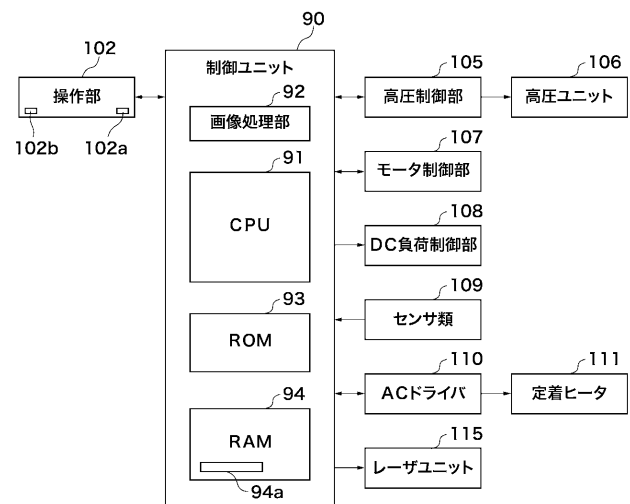 90
102
操作部
102b
102a
制御ユニット
92
画像処理部
91
CPU
93
ROM
94
RAM
94a
105
高圧制御部
106
高圧ユニット
107
モータ制御部
108
DC負荷制御部
109
センサ類
110
ACドライバ
111
定着ヒータ
115
レーザユニット